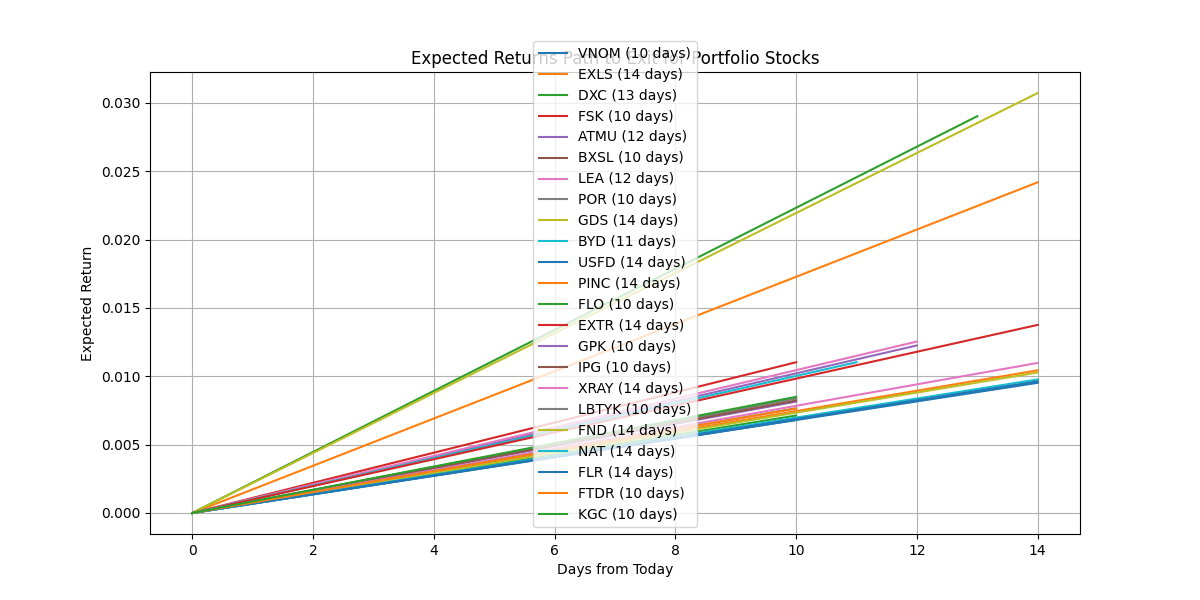 Expected Returns Path to Exit for Portfolio Stocks
VNOM (10 days)
EXLS (14 days)
DXC (13 days)
FSK (10 days)
ATMU (12 days)
BXSL (10 days)
LEA (12 days)
POR (10 days)
GDS (14 days)
BYD (11 days)
USFD (14 days)
PINC (14 days)
FLO (10 days)
EXTR (14 days)
GPK (10 days)
IPG (10 days)
XRAY (14 days)
LBTYK (10 days)
FND (14 days)
NAT (14 days)
FLR (14 days)
FTDR (10 days)
KGC (10 days)
Expected Return
0.030
0.025
0.020
0.015
0.010
0.005
0.000
0 2 4 6 8 10 12 14
Days from Today